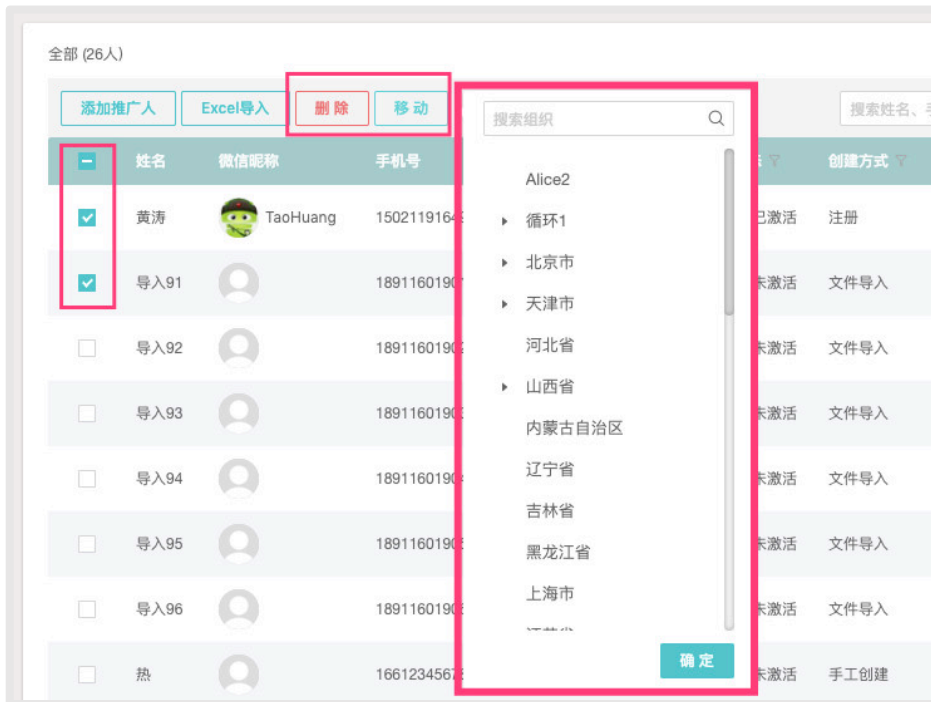 全部 (26人)
添加推广人 Excel导入 删除 移动 搜索组织 搜索姓名、
姓名 微信昵称 手机号 创建方式
Alice2
黄涛 TaoHuang 1502119164 循环1 已激活 注册
北京市
导入91 1891160190 未激活 文件导入
天津市
导入92 1891160190 河北省 未激活 文件导入
山西省
导入93 1891160190 未激活 文件导入
内蒙古自治区
导入94 1891160190 辽宁省 未激活 文件导入
吉林省
导入95 1891160190 未激活 文件导入
黑龙江省
导入96 1891160190 上海市 未激活 文件导入
确定
热 1661234567 未激活 手工创建